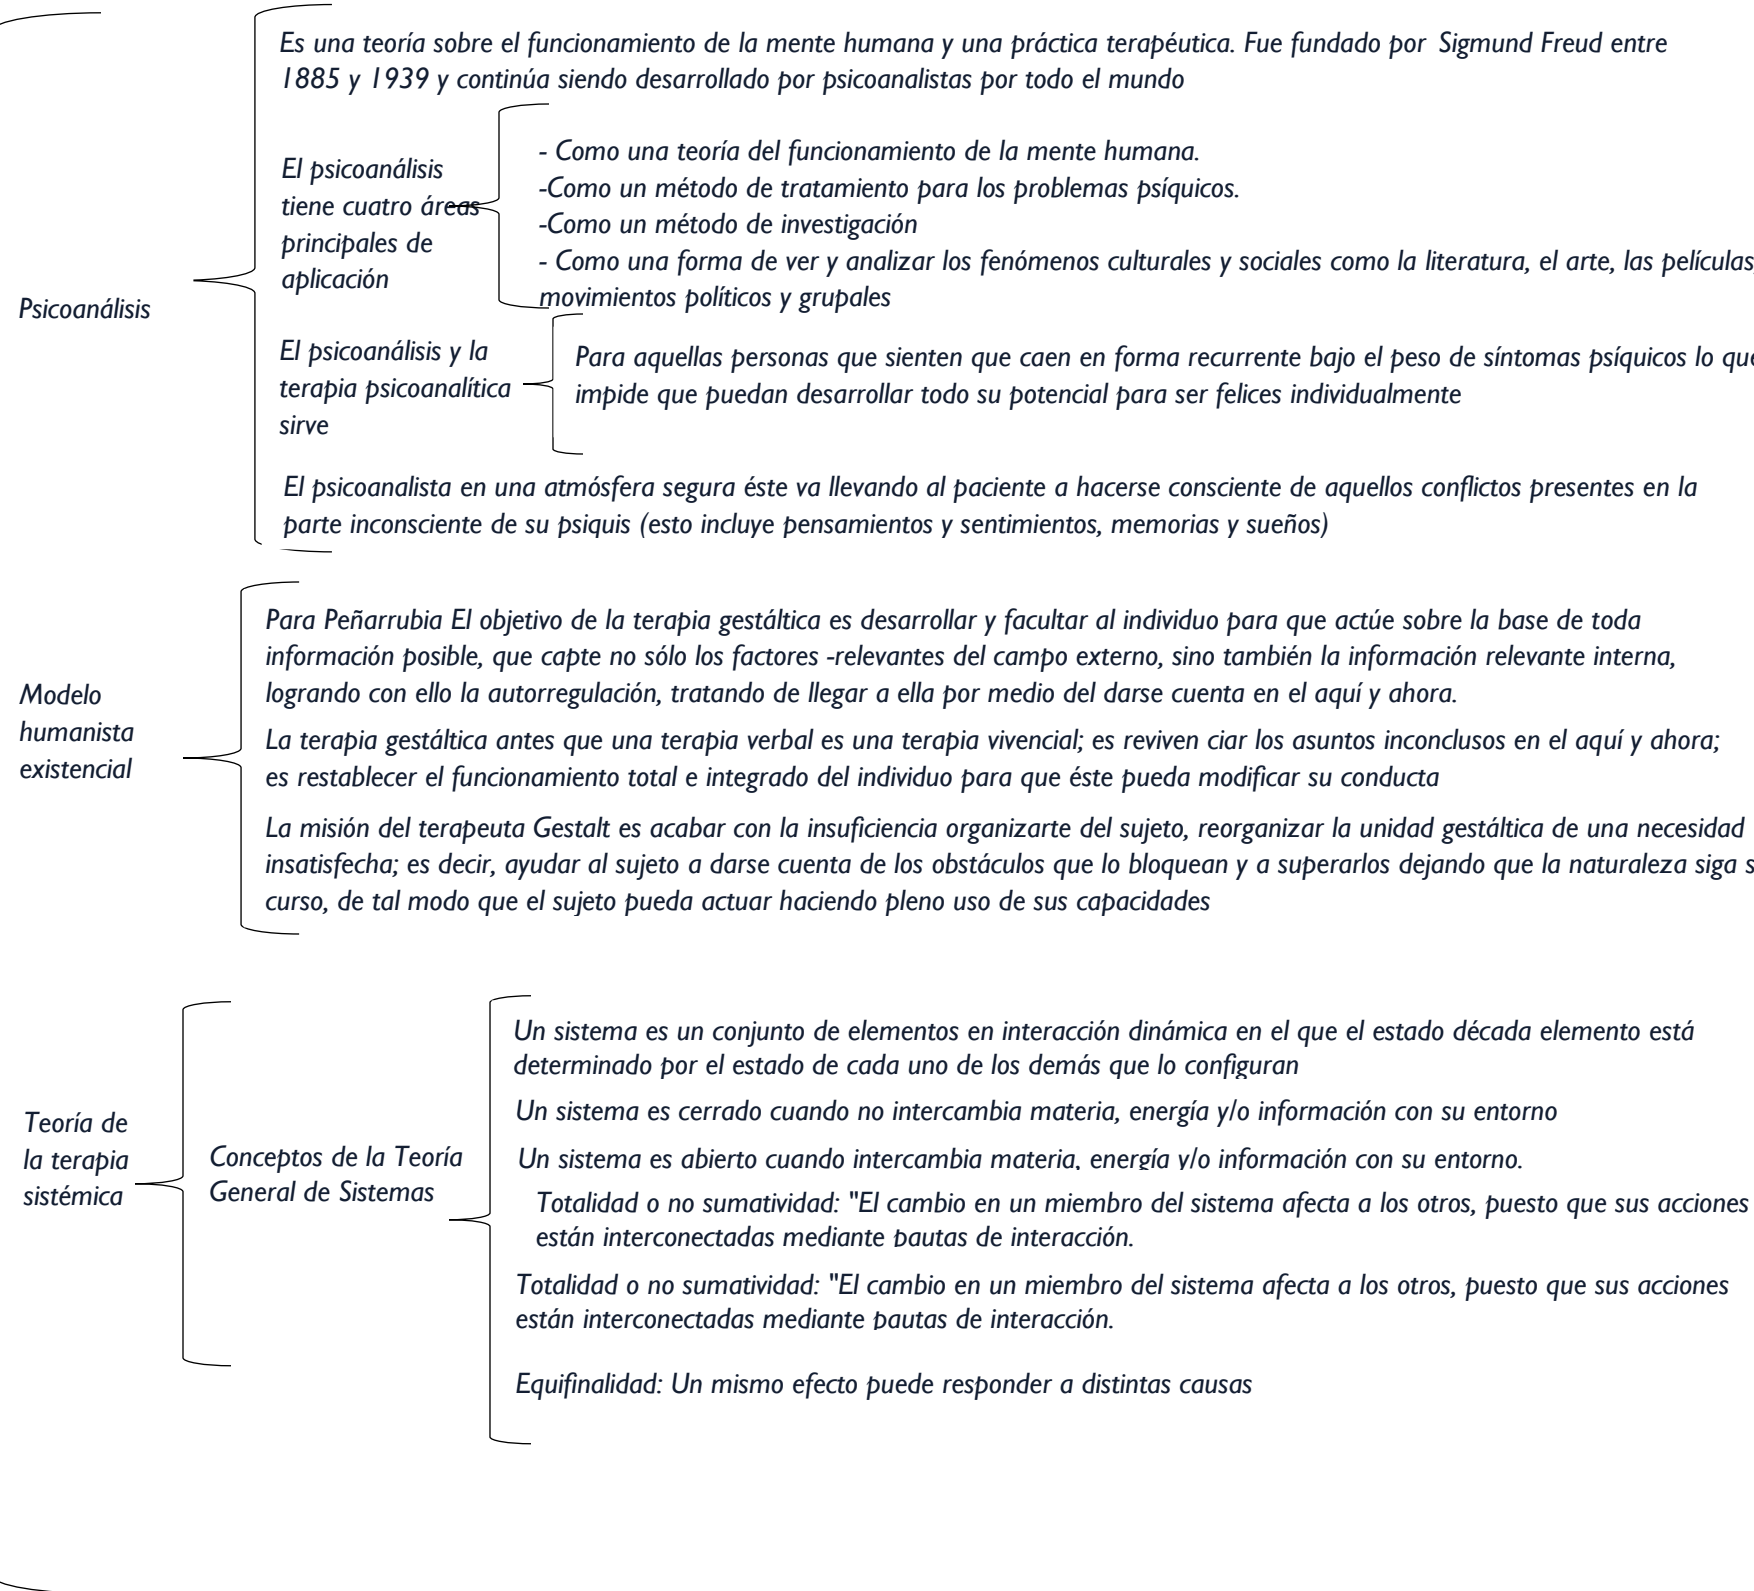 Es una teoría sobre el funcionamiento de la mente humana y una práctica terapéutica. Fue fundado por Sigmund Freud entre
1885 y 1939 y continúa siendo desarrollado por psicoanalistas por todo el mundo
El psicoanálisis
tiene cuatro áreas
principales de
aplicación
- Como una teoría del funcionamiento de la mente humana.
-Como un método de tratamiento para los problemas psíquicos.
-Como un método de investigación
- Como una forma de ver y analizar los fenómenos culturales y sociales como la literatura, el arte, las películas,
movimientos políticos y grupales
Psicoanálisis
El psicoanálisis y la
terapia psicoanalítica
sirve
Para aquellas personas que sienten que caen en forma recurrente bajo el peso de síntomas psíquicos lo que
impide que puedan desarrollar todo su potencial para ser felices individualmente
El psicoanalista en una atmósfera segura éste va llevando al paciente a hacerse consciente de aquellos conflictos presentes en la
parte inconsciente de su psiquis (esto incluye pensamientos y sentimientos, memorias y sueños)
Modelo
humanista
existencial
Para Peñarrubia El objetivo de la terapia gestáltica es desarrollar y facultar al individuo para que actúe sobre la base de toda
información posible, que capte no sólo los factores -relevantes del campo externo, sino también la información relevante interna,
logrando con ello la autorregulación, tratando de llegar a ella por medio del darse cuenta en el aquí y ahora.
La terapia gestáltica antes que una terapia verbal es una terapia vivencial; es reviven ciar los asuntos inconclusos en el aquí y ahora;
es restablecer el funcionamiento total e integrado del individuo para que éste pueda modificar su conducta
La misión del terapeuta Gestalt es acabar con la insuficiencia organizarte del sujeto, reorganizar la unidad gestáltica de una necesidad
insatisfecha; es decir, ayudar al sujeto a darse cuenta de los obstáculos que lo bloquean y a superarlos dejando que la naturaleza siga s
curso, de tal modo que el sujeto pueda actuar haciendo pleno uso de sus capacidades
Teoría de
la terapia
sistémica
Conceptos de la Teoría
General de Sistemas
Un sistema es un conjunto de elementos en interacción dinámica en el que el estado década elemento está
determinado por el estado de cada uno de los demás que lo configuran
Un sistema es cerrado cuando no intercambia materia, energía y/o información con su entorno
Un sistema es abierto cuando intercambia materia, energía y/o información con su entorno.
Totalidad o no sumatividad: "El cambio en un miembro del sistema afecta a los otros, puesto que sus acciones
están interconectadas mediante pautas de interacción.
Totalidad o no sumatividad: "El cambio en un miembro del sistema afecta a los otros, puesto que sus acciones
están interconectadas mediante pautas de interacción.
Equifinalidad: Un mismo efecto puede responder a distintas causas